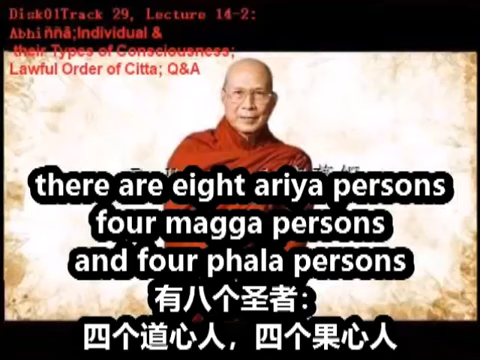 Disk01Track 29, Lecture 14-2:
Abhiññā;Individual &
their Types of Consciousness;
Lawful Order of Citta; Q&A
there are eight ariya persons
four magga persons
and four phala persons
有八个圣者：
四个道心人，四个果心人